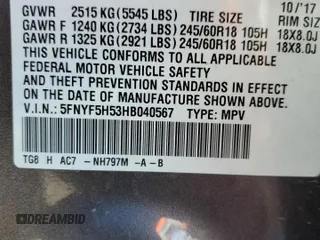 10/'17
GVWR 2515 KG (5545 LBS) TIRE SIZE RIM SIZE
GAWR F 1240 KG (2734 LBS) 245/60R18 105H 18X8.0J
GAWR R 1325 KG (2921 LBS) 245/60R18 105H 18X8.0J
THIS VEHICLE CONFORMS TO ALL APPLICABLE
FEDERAL MOTOR VEHICLE SAFETY
AND THEFT PREVENTION STANDARDS IN EFFECT
ON THE DATE OF MANUFACTURE SHOWN ABOVE.
V.I.N.: 5FNYF5H53HB040567 TYPE: MPV
TG8 H AC7 - NH797M -A-B
©DREAMBID